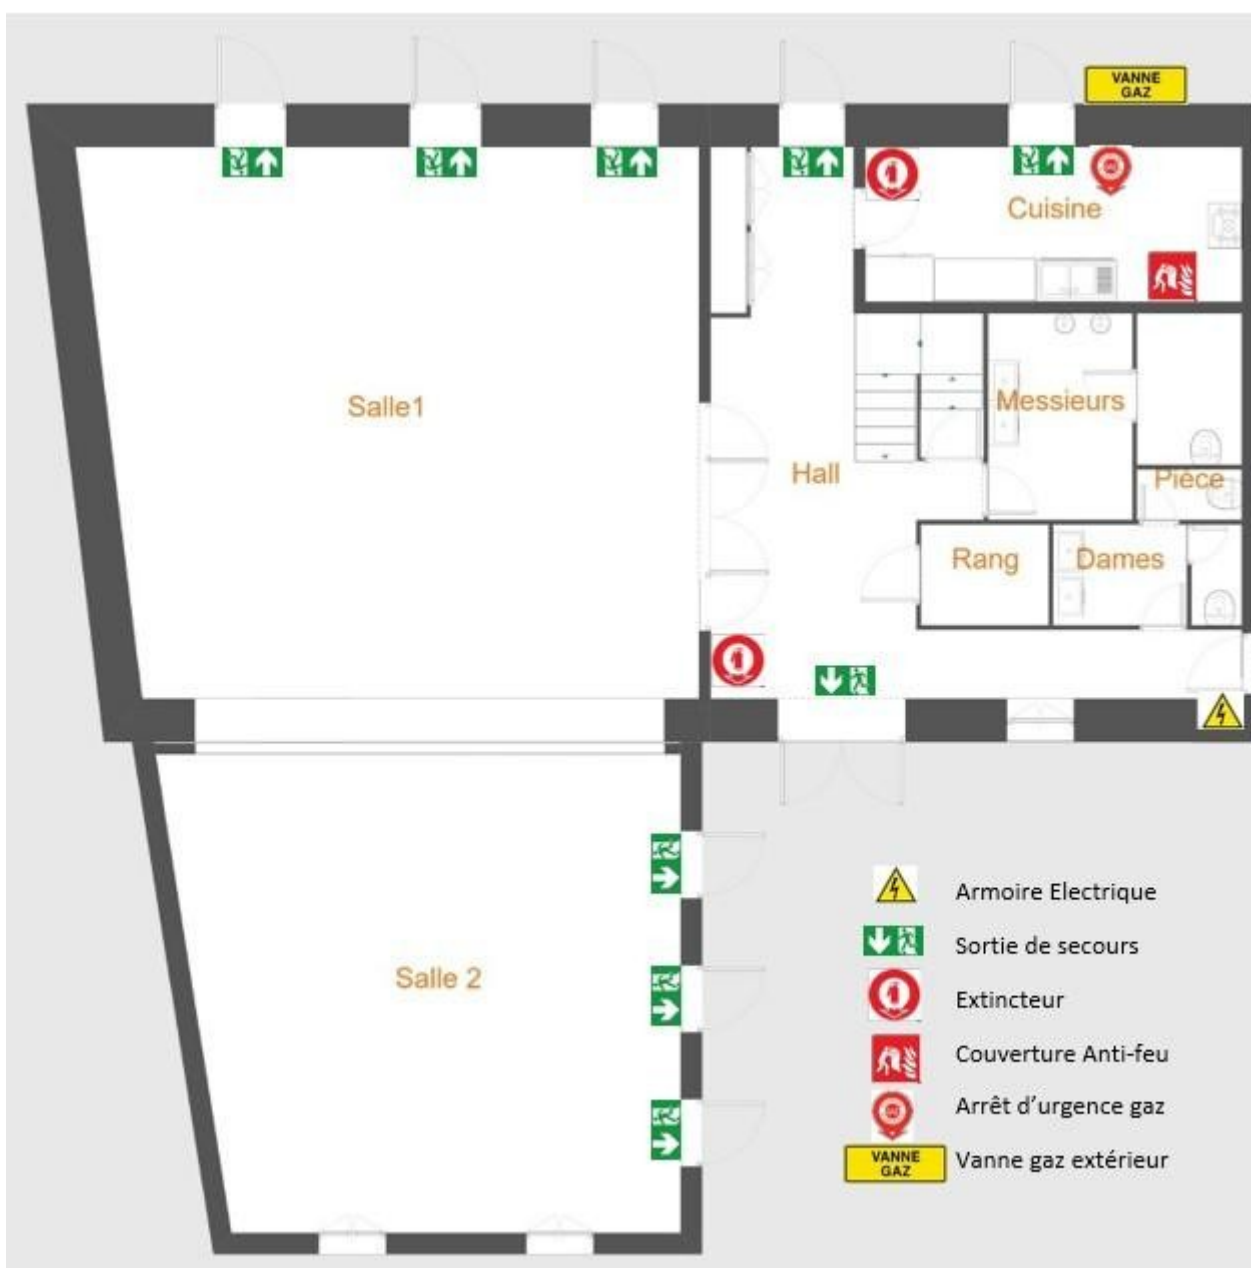 VANNE
GAZ
Cuisine
Salle1
Messieurs
Hall
Pièce
Rang
Dames
Salle 2
Armoire Electrique
Sortie de secours
Extincteur
Couverture Anti-feu
Arrêt d’urgence gaz
VANNE
GAZ
Vanne gaz extérieur